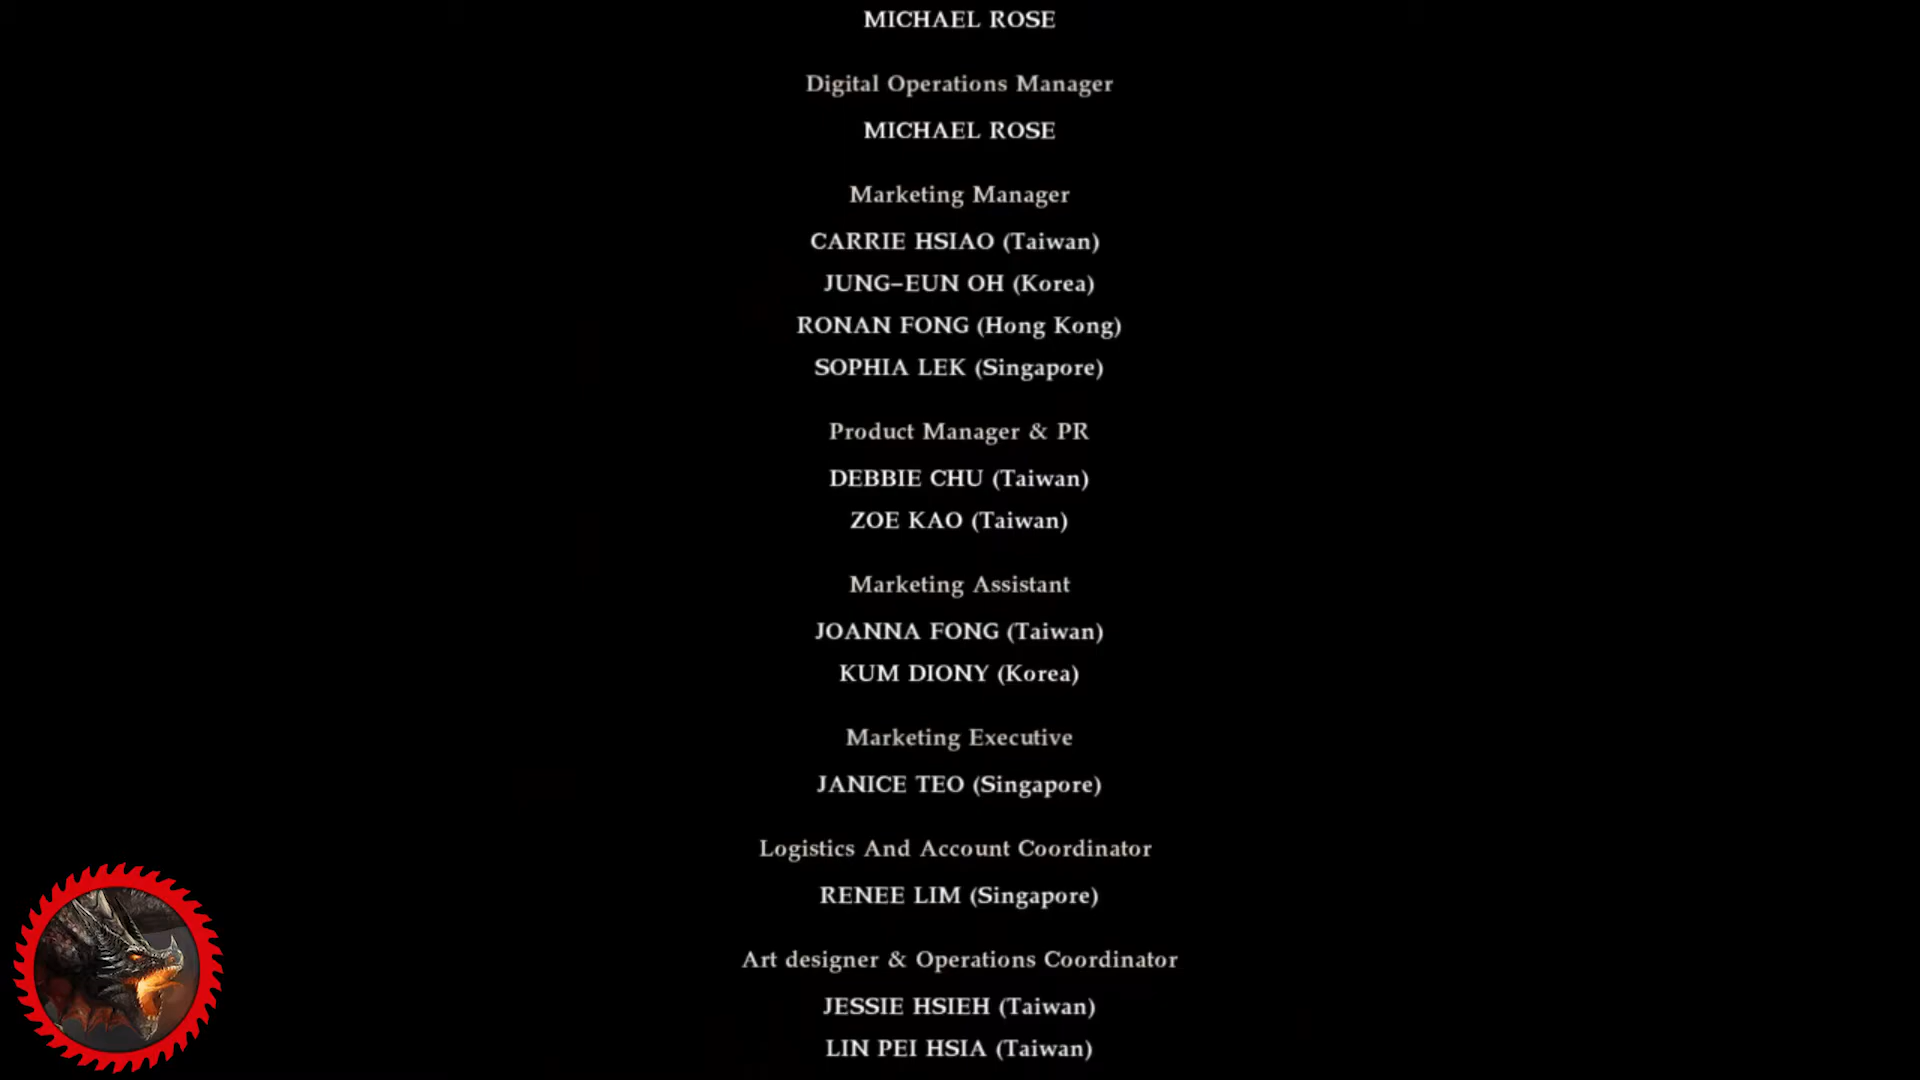 MICHAEL ROSE
Digital Operations Manager
MICHAEL ROSE
Marketing Manager
CARRIE HSIAO (Taiwan)
JUNG-EUN OH (Korea)
RONAN FONG (Hong Kong)
SOPHIA LEK (Singapore)
Product Manager & PR
DEBBIE CHU (Taiwan)
ZOE KAO (Taiwan)
Marketing Assistant
JOANNA FONG (Taiwan)
KUM DIONY (Korea)
Marketing Executive
JANICE TEO (Singapore)
Logistics And Account Coordinator
RENEE LIM (Singapore)
Art designer & Operations Coordinator
JESSIE HSIEH (Taiwan)
LIN PEI HSIA (Taiwan)